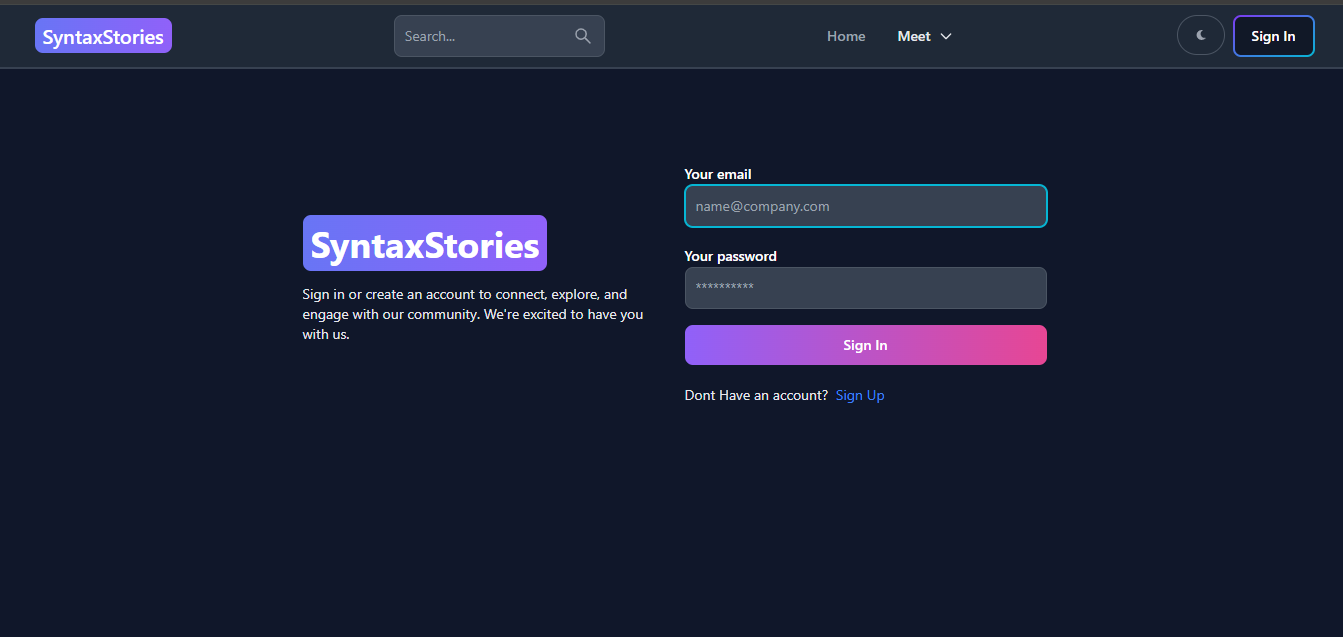 SyntaxStories
Search...
Home
Meet
Sign In
SyntaxStories
Sign in or create an account to connect, explore, and
engage with our community. We're excited to have you
with us.
Your email
name@company.com
Your password
**********
Sign In
Dont Have an account? Sign Up